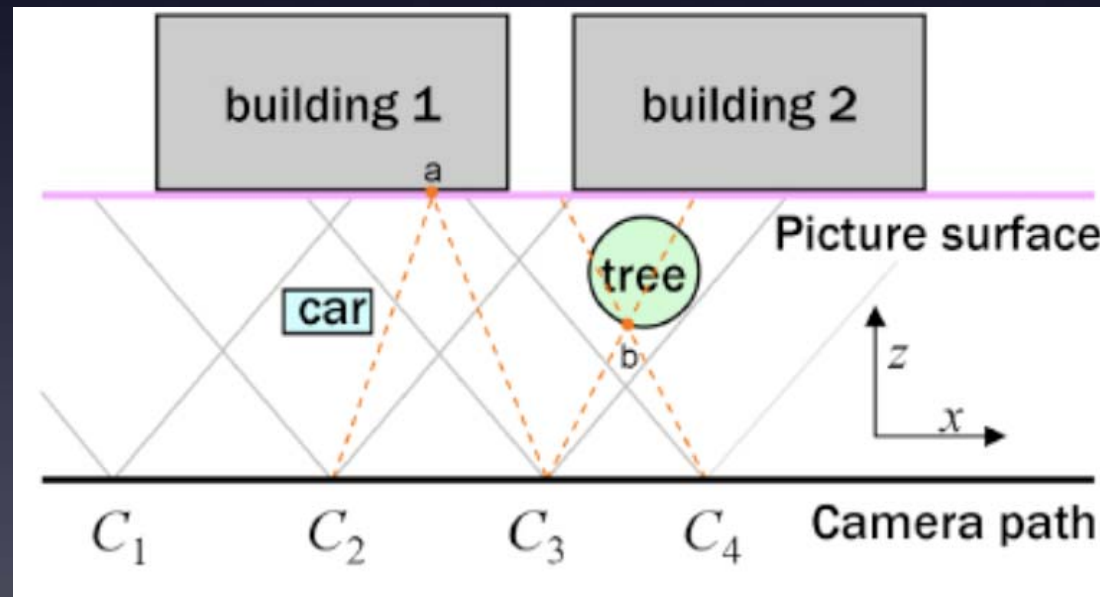 building 1
building 2
a
Picture surface
car
tree
b
z
x
C₁
C₂
C₃
C₄
Camera path